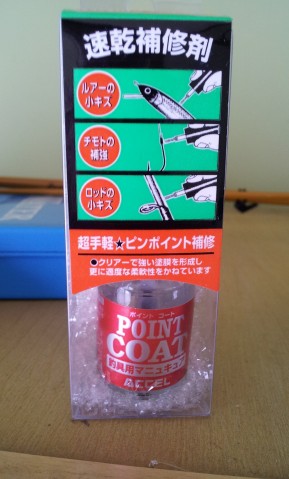 速乾補修剤
ルアーの
小キズ
チモトの
補強
ロットの
小キズ
超手軽☆ピンポイント補修
●クリアーで強い塗膜を形成し
更に適度な柔軟性をかねています
ポイント コート
POINT
COAT
釣具用マニュキュア
ACCEL